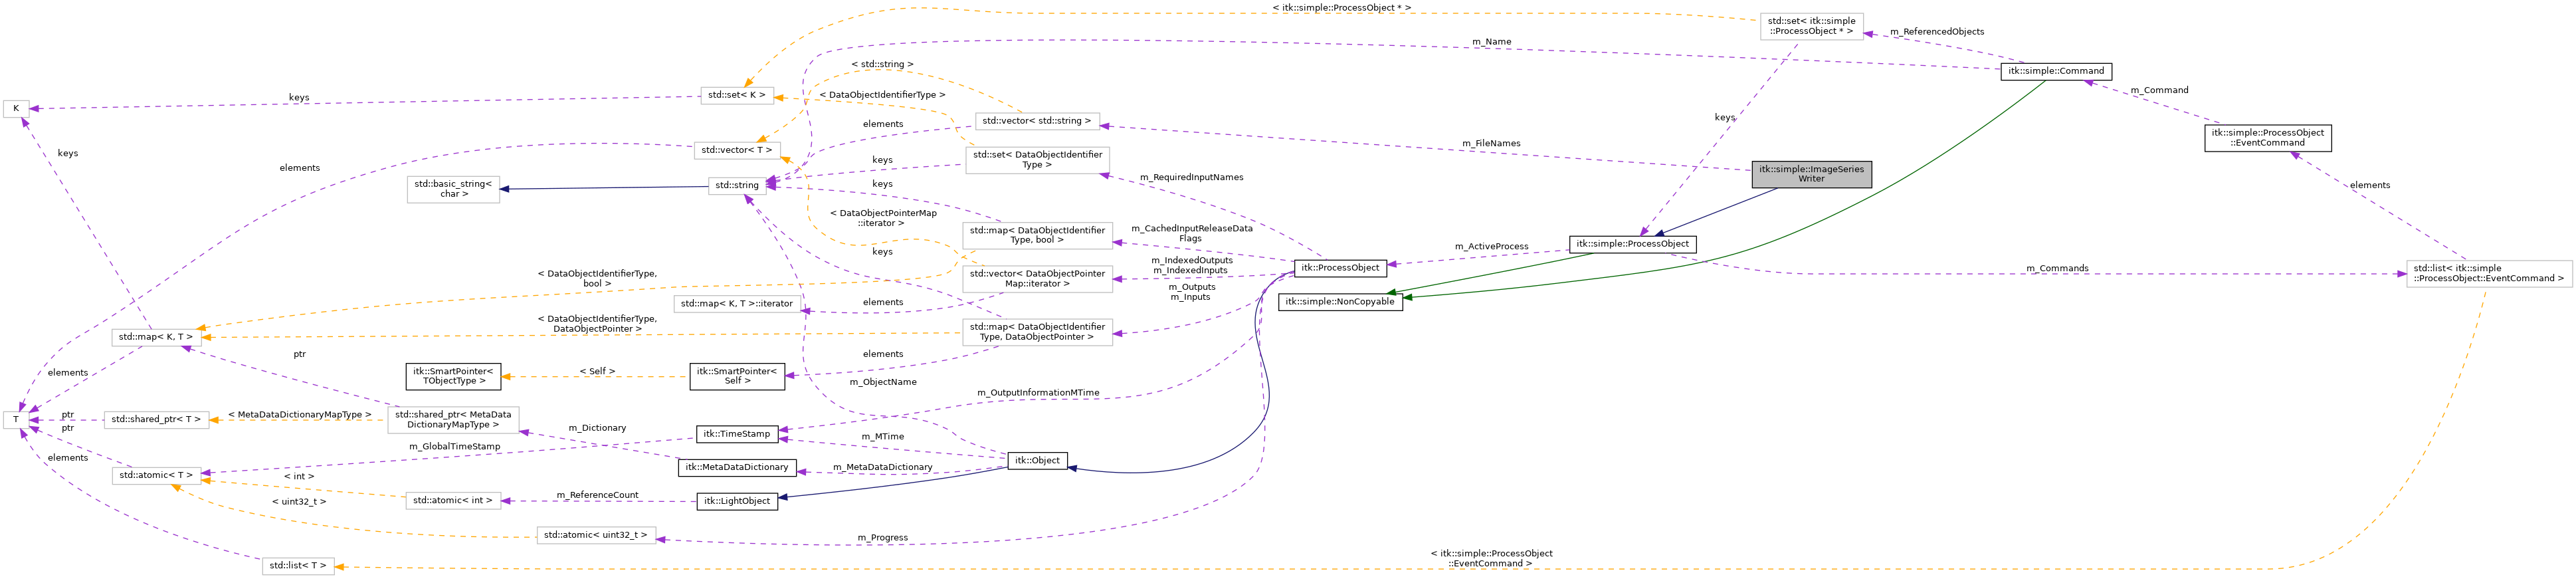 < itk::simple::ProcessObject * >
std::set< itk::simple
::ProcessObject * >
m_ReferencedObjects
m_Name
< std::string >
itk::simple::Command
m_Command
K
keys
std::set< K >
< DataObjectIdentifierType >
std::vector< std::string >
elements
keys
itk::simple::ProcessObject
::EventCommand
m_FileNames
keys
std::vector< T >
elements
std::set< DataObjectIdentifier
Type >
keys
m_RequiredInputNames
itk::simple::ImageSeries
Writer
std::basic_string<
char >
std::string
keys
elements
< DataObjectPointerMap
::iterator >
std::map< DataObjectIdentifier
Type, bool >
m_CachedInputReleaseData
Flags
m_ActiveProcess
itk::simple::ProcessObject
keys
m_IndexedOutputs
m_IndexedInputs
itk::ProcessObject
m_Commands
std::list< itk::simple
::ProcessObject::EventCommand >
< DataObjectIdentifierType,
bool >
std::vector< DataObjectPointer
Map::iterator >
m_Outputs
m_Inputs
itk::simple::NonCopyable
std::map< K, T >::iterator
elements
< DataObjectIdentifierType,
DataObjectPointer >
std::map< DataObjectIdentifier
Type, DataObjectPointer >
std::map< K, T >
ptr
elements
elements
itk::SmartPointer<
TObjectType >
< Self >
itk::SmartPointer<
Self >
m_ObjectName
m_OutputInformationMTime
T
ptr
ptr
std::shared_ptr< T >
< MetaDataDictionaryMapType >
std::shared_ptr< MetaData
DictionaryMapType >
m_Dictionary
itk::TimeStamp
m_MTime
m_GlobalTimeStamp
elements
itk::MetaDataDictionary
m_MetaDataDictionary
itk::Object
std::atomic< T >
< int >
std::atomic< int >
m_ReferenceCount
itk::LightObject
< uint32_t >
std::atomic< uint32_t >
m_Progress
std::list< T >
< itk::simple::ProcessObject
::EventCommand >